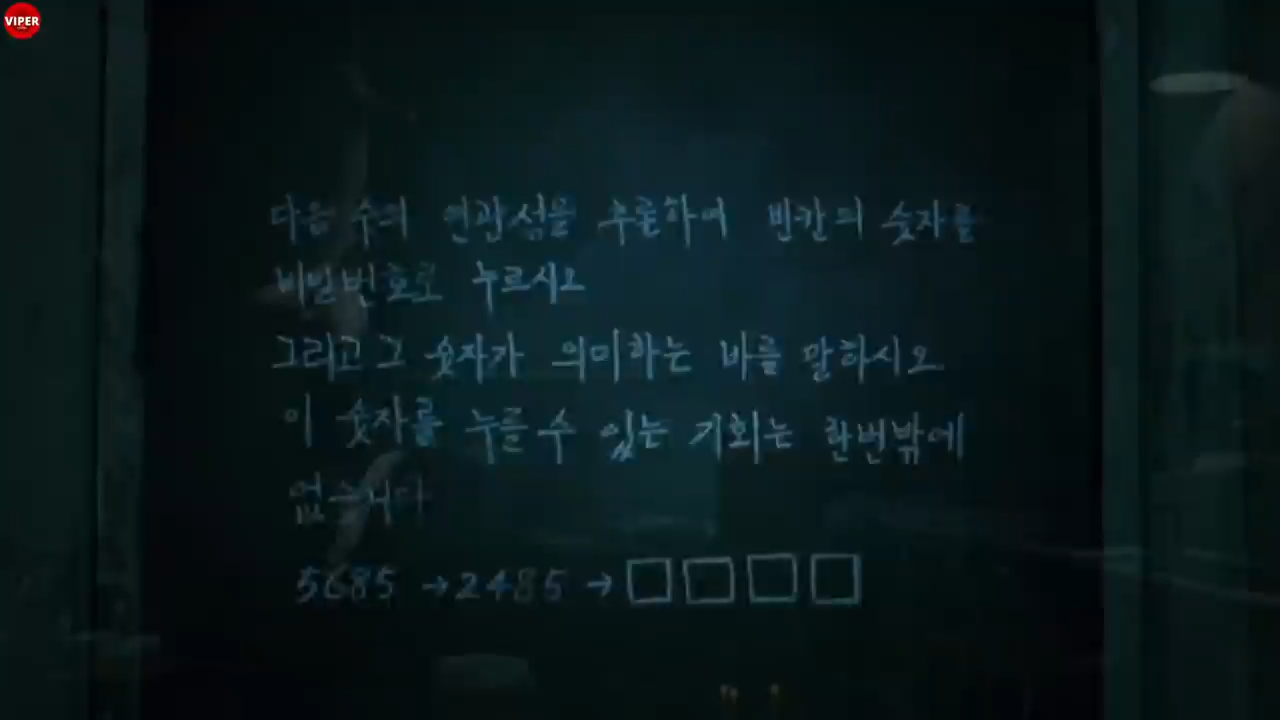 VIPER
다음 수의 연관성을 추론하여 빈칸의 숫자를
비밀번호로 누르시오
그리고 그 숫자가 의미하는 바를 말하시오
이 숫자를 누를 수 있는 기회는 한번밖에
없습니다
5685 → 2485 → □□□□